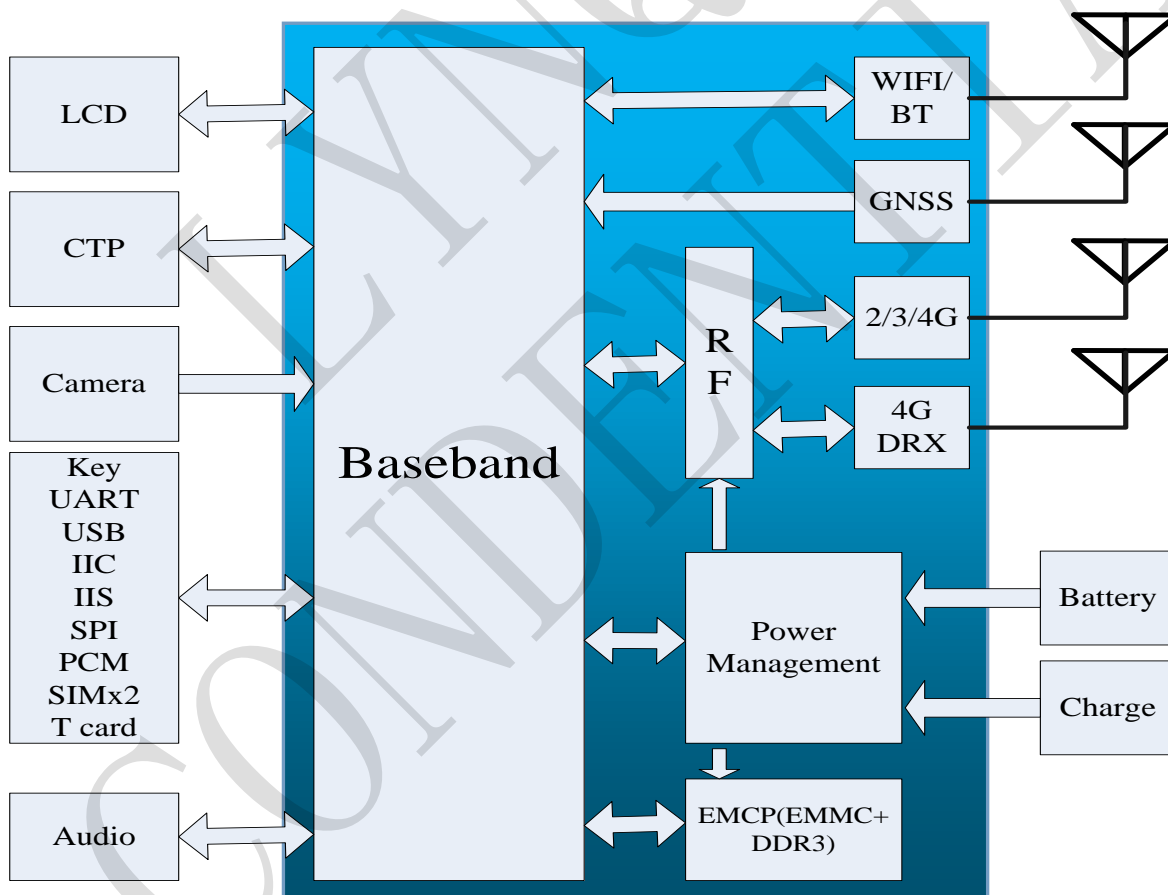 LCD
CTP
Camera
Key
UART
USB
IIC
IIS
SPI
PCM
SIMx2
T card
Audio
Baseband
WIFI/
BT
GNSS
R
F
2/3/4G
4G
DRX
Power
Management
EMCP(EMMC+
DDR3)
Battery
Charge